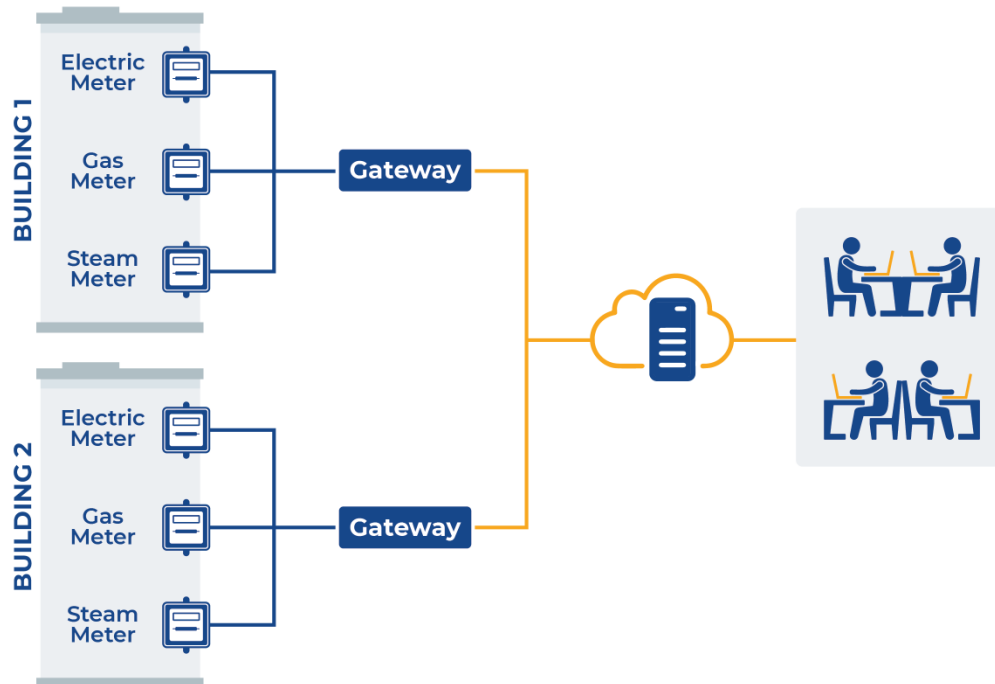 BUILDING 1
Electric
Meter
Gas
Meter
Steam
Meter
Gateway
BUILDING 2
Electric
Meter
Gas
Meter
Steam
Meter
Gateway